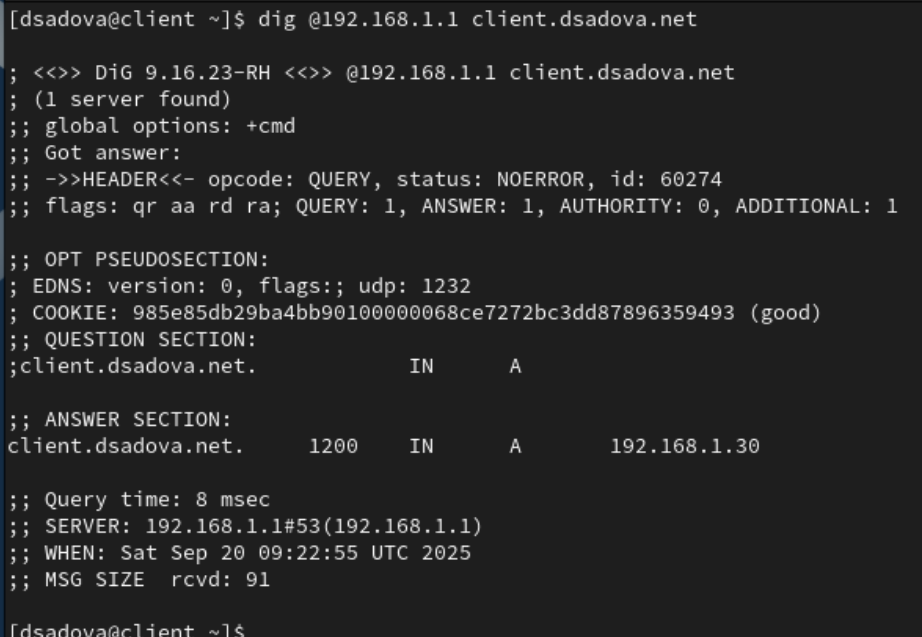 [dsadova@client ~]$ dig @192.168.1.1 client.dsadova.net
; <<>> DiG 9.16.23-RH <<>> @192.168.1.1 client.dsadova.net
; (1 server found)
;; global options: +cmd
;; Got answer:
;; ->>HEADER<<- opcode: QUERY, status: NOERROR, id: 60274
;; flags: qr aa rd ra; QUERY: 1, ANSWER: 1, AUTHORITY: 0, ADDITIONAL: 1
;; OPT PSEUDOSECTION:
; EDNS: version: 0, flags:; udp: 1232
; COOKIE: 985e85db29ba4bb90100000068ce7272bc3dd87896359493 (good)
;; QUESTION SECTION:
;client.dsadova.net. IN A
;; ANSWER SECTION:
client.dsadova.net. 1200 IN A 192.168.1.30
;; Query time: 8 msec
;; SERVER: 192.168.1.1#53(192.168.1.1)
;; WHEN: Sat Sep 20 09:22:55 UTC 2025
;; MSG SIZE rcvd: 91
[dsadova@client ~]$